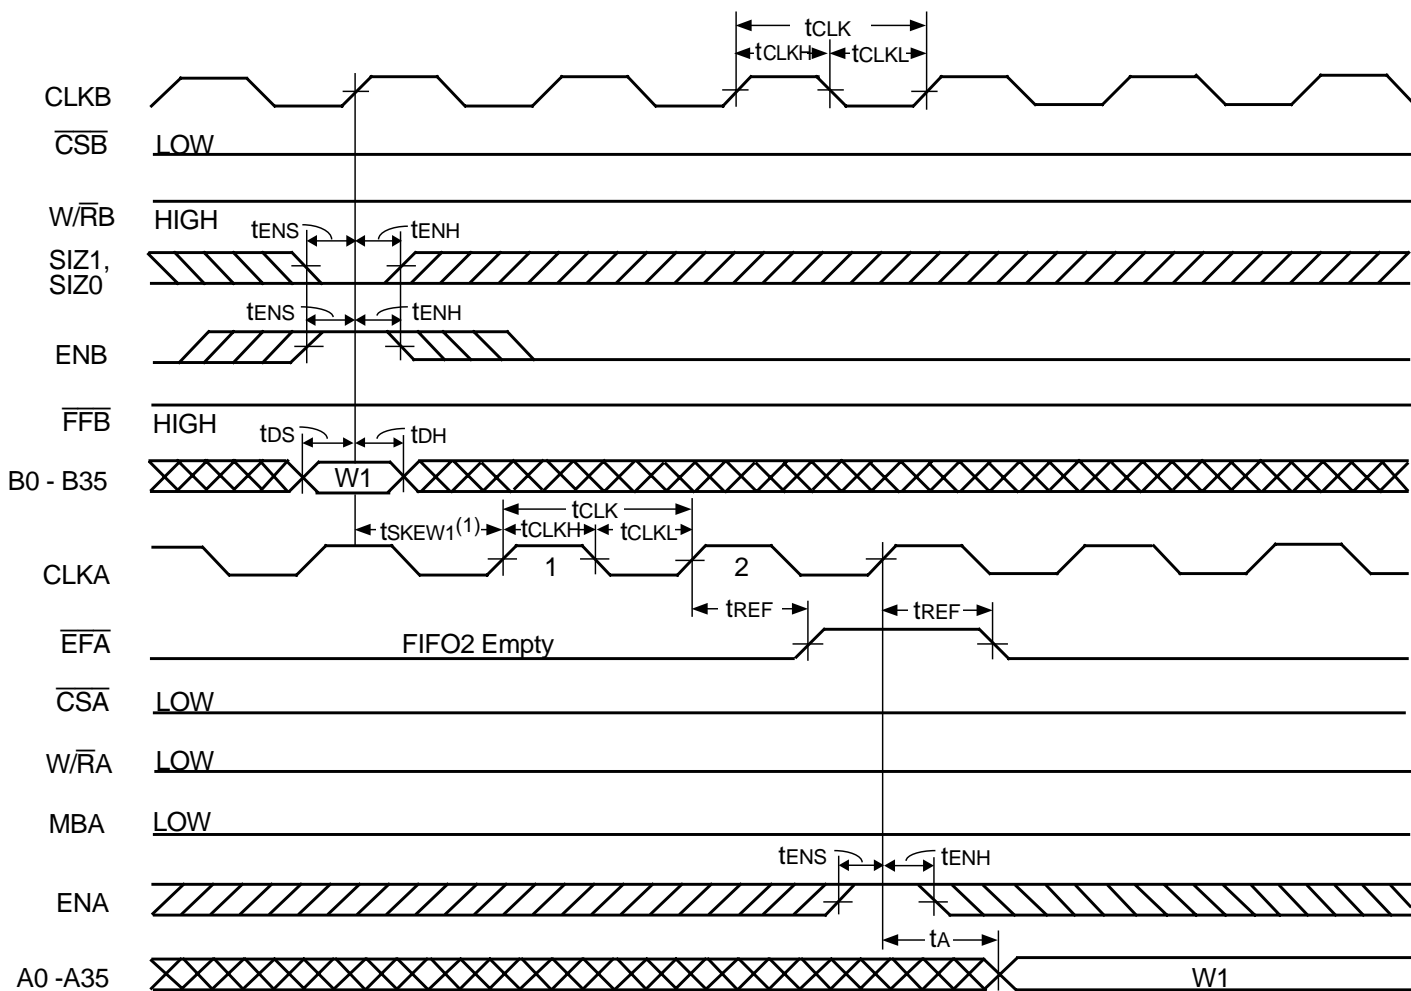 tCLK
tCLKH tCLKL
CLKB
CSB LOW
W/RB HIGH
tENS tENH
SIZ1,
SIZ0
tENS tENH
ENB
FFB HIGH
tDS tDH
B0 - B35 W1
tCLK
tSKEW1(1) tCLKH tCLKL
CLKA 1 2
tREF tREF
EFA FIFO2 Empty
CSA LOW
W/RA LOW
MBA LOW
tENS tENH
ENA
tA
A0 -A35 W1